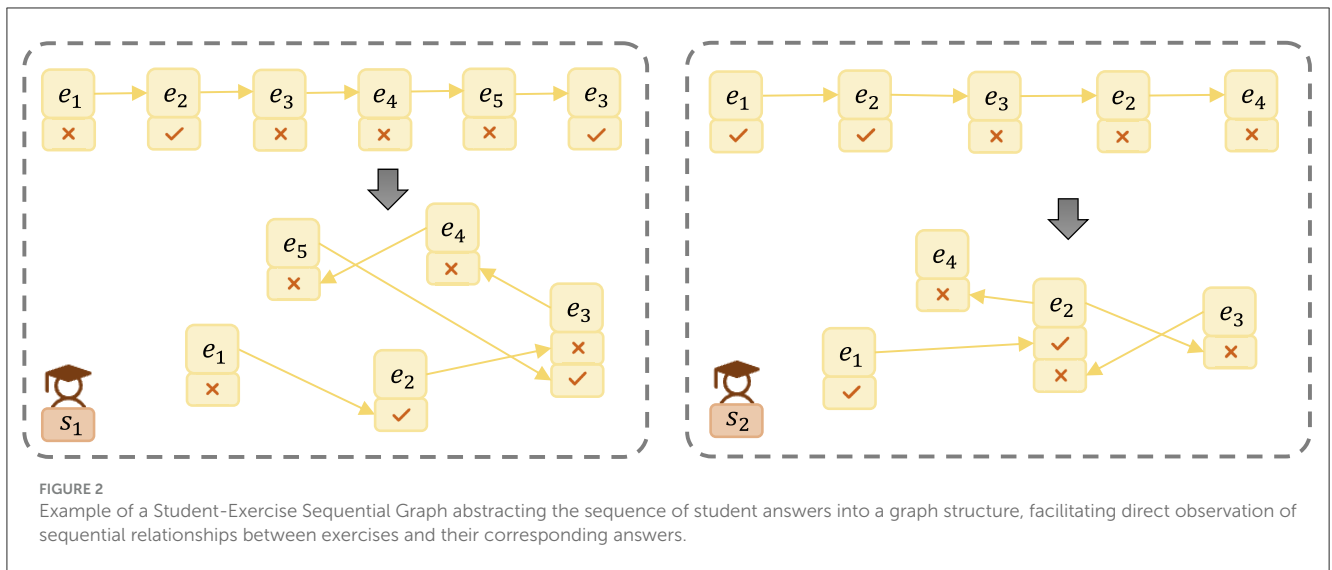 e1 e2 e3 e4 e5 e3
× ✓ × × × ✓
e5 e4
× ×
e3
× ✓
e1
×
e2
✓
s1
e1 e2 e3 e2 e4
✓ ✓ × × ×
e4
×
e2
✓ ×
e3
×
e1
✓
s2
FIGURE 2
Example of a Student-Exercise Sequential Graph abstracting the sequence of student answers into a graph structure, facilitating direct observation of
sequential relationships between exercises and their corresponding answers.